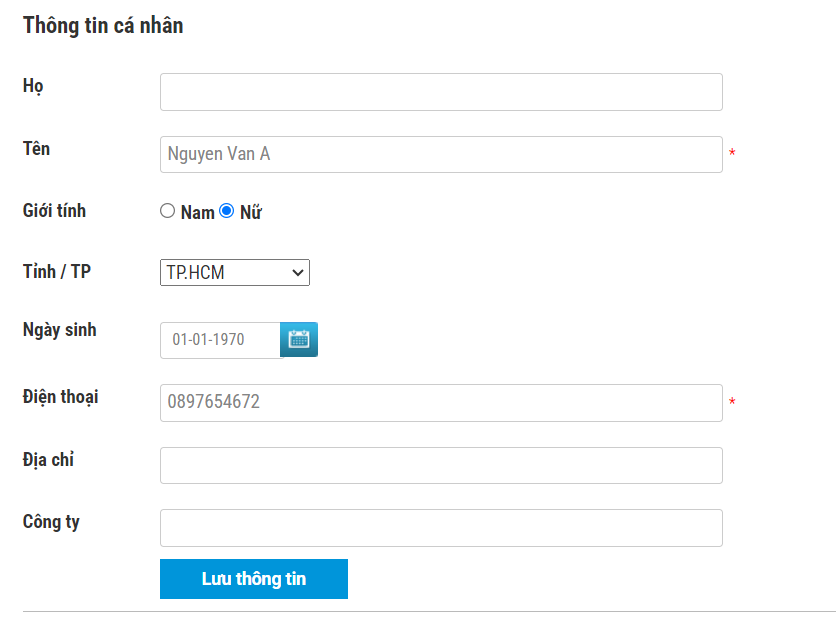 Thông tin cá nhân
Họ
Tên
Nguyen Van A *
Giới tính
Nam Nữ
Tỉnh / TP
TP.HCM
Ngày sinh
01-01-1970
Điện thoại
0897654672 *
Địa chỉ
Công ty
Lưu thông tin